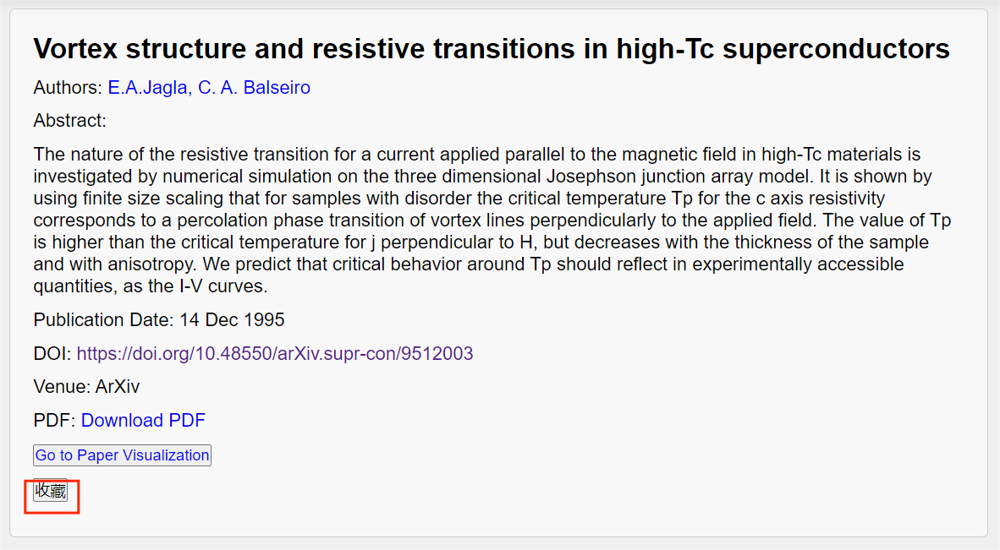 Vortex structure and resistive transitions in high-Tc superconductors
Authors: E.A.Jagla, C. A. Balseiro
Abstract:
The nature of the resistive transition for a current applied parallel to the magnetic field in high-Tc materials is
investigated by numerical simulation on the three dimensional Josephson junction array model. It is shown by
using finite size scaling that for samples with disorder the critical temperature Tp for the c axis resistivity
corresponds to a percolation phase transition of vortex lines perpendicularly to the applied field. The value of Tp
is higher than the critical temperature for j perpendicular to H, but decreases with the thickness of the sample
and with anisotropy. We predict that critical behavior around Tp should reflect in experimentally accessible
quantities, as the I-V curves.
Publication Date: 14 Dec 1995
DOI: https://doi.org/10.48550/arXiv.supr-con/9512003
Venue: ArXiv
PDF: Download PDF
Go to Paper Visualization
收藏